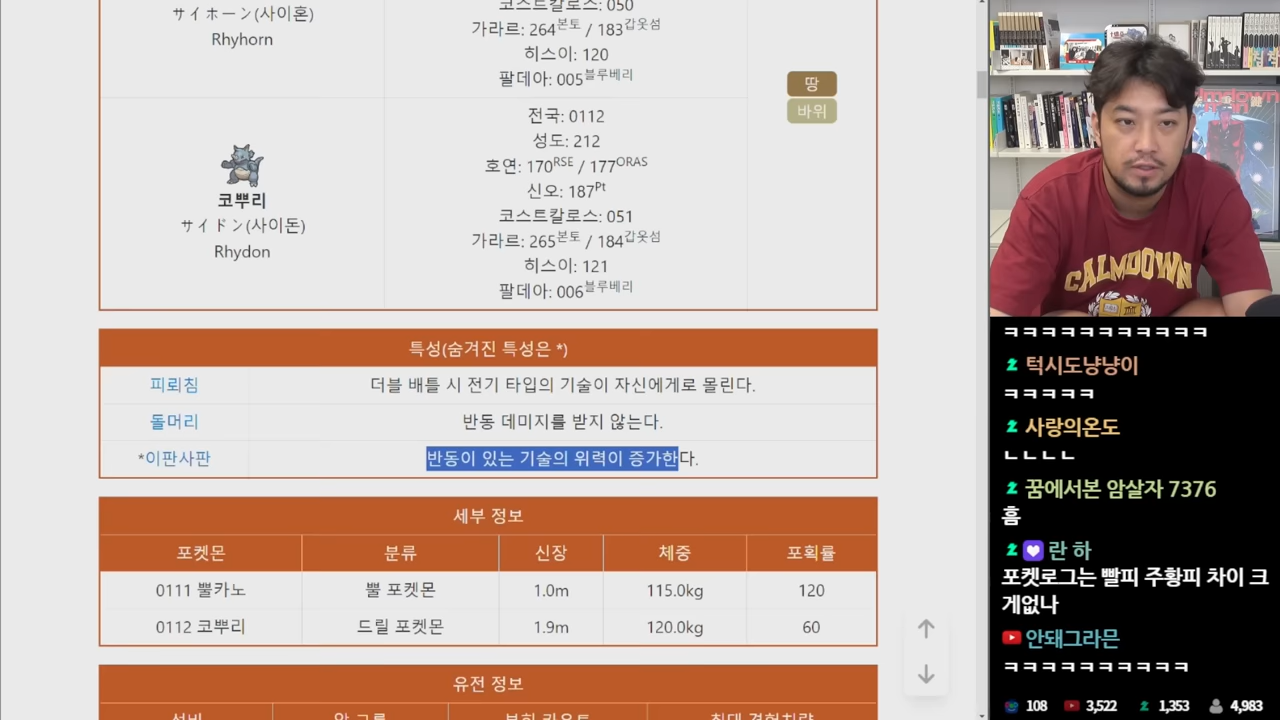 サイホーン(사이혼)
Rhyhorn
코스트칼로스: 050
가라르: 264본토 / 183갑옷섬
히스이: 120
팔데아: 005블루베리
땅
바위
코뿌리
サイドン(사이돈)
Rhydon
전국: 0112
성도: 212
호연: 170RSE / 177ORAS
신오: 187Pt
코스트칼로스: 051
가라르: 265본토 / 184갑옷섬
히스이: 121
팔데아: 006블루베리
특성(숨겨진 특성은 *)
피뢰침 더블 배틀 시 전기 타입의 기술이 자신에게로 몰린다.
돌머리 반동 데미지를 받지 않는다.
*이판사판 반동이 있는 기술의 위력이 증가한다.
세부 정보
포켓몬 분류 신장 체중 포획률
0111 뿔카노 뿔 포켓몬 1.0m 115.0kg 120
0112 코뿌리 드릴 포켓몬 1.9m 120.0kg 60
유전 정보
CALMDOWN
ㅋㅋㅋㅋㅋㅋㅋㅋㅋㅋㅋ
턱시도냥냥이
ㅋㅋㅋㅋㅋ
사랑의온도
ㄴㄴㄴㄴ
꿈에서본 암살자 7376
흠
란 하
포켓로그는 빨피 주황피 차이 크
게없나
안돼그라믄
ㅋㅋㅋㅋㅋㅋㅋㅋㅋㅋ
108 3,522 1,353 4,983